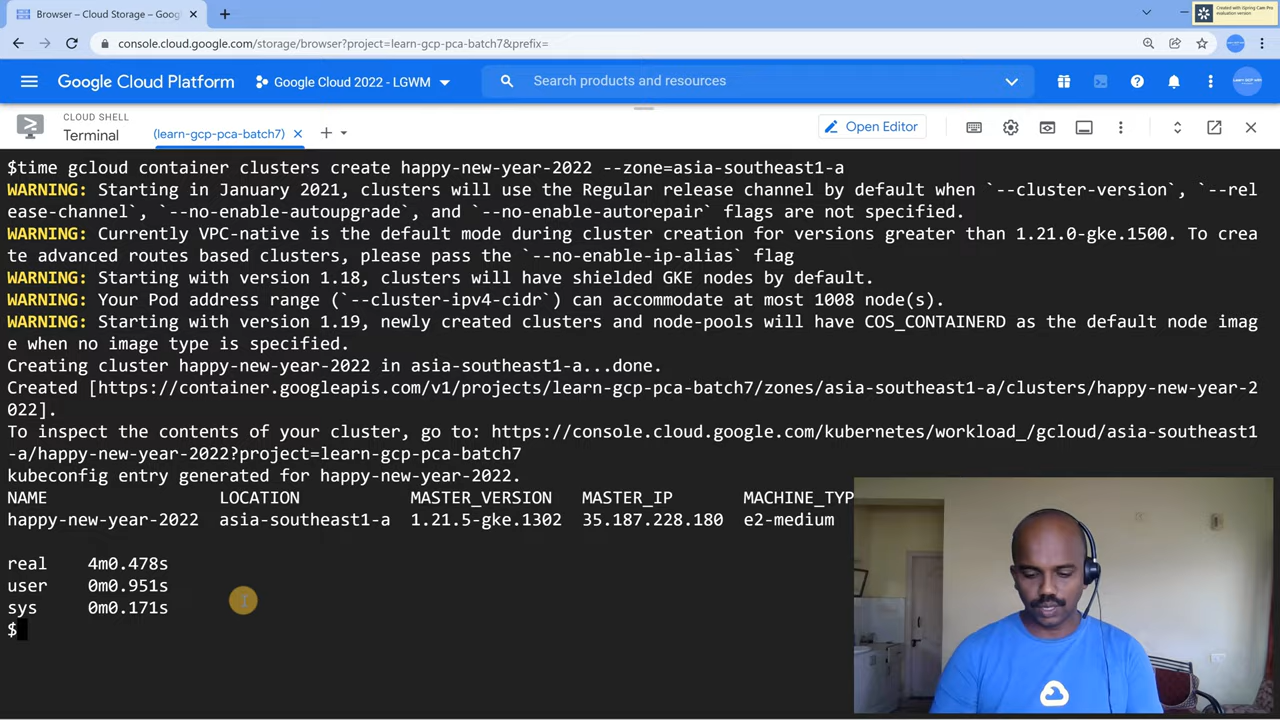 Browser – Cloud Storage – Goog
Created with iSpring Cam Pro
evaluation version
console.cloud.google.com/storage/browser?project=learn-gcp-pca-batch7&prefix=
Google Cloud Platform
Google Cloud 2022 - LGWM
Search products and resources
CLOUD SHELL
Terminal
(learn-gcp-pca-batch7)
Open Editor
$time gcloud container clusters create happy-new-year-2022 --zone=asia-southeast1-a
WARNING: Starting in January 2021, clusters will use the Regular release channel by default when `--cluster-version`, `--rel
ease-channel`, `--no-enable-autoupgrade`, and `--no-enable-autorepair` flags are not specified.
WARNING: Currently VPC-native is the default mode during cluster creation for versions greater than 1.21.0-gke.1500. To crea
te advanced routes based clusters, please pass the `--no-enable-ip-alias` flag
WARNING: Starting with version 1.18, clusters will have shielded GKE nodes by default.
WARNING: Your Pod address range (`--cluster-ipv4-cidr`) can accommodate at most 1008 node(s).
WARNING: Starting with version 1.19, newly created clusters and node-pools will have COS_CONTAINERD as the default node imag
e when no image type is specified.
Creating cluster happy-new-year-2022 in asia-southeast1-a...done.
Created [https://container.googleapis.com/v1/projects/learn-gcp-pca-batch7/zones/asia-southeast1-a/clusters/happy-new-year-2
022].
To inspect the contents of your cluster, go to: https://console.cloud.google.com/kubernetes/workload_/gcloud/asia-southeast1
-a/happy-new-year-2022?project=learn-gcp-pca-batch7
kubeconfig entry generated for happy-new-year-2022.
NAME LOCATION MASTER_VERSION MASTER_IP MACHINE_TYP
happy-new-year-2022 asia-southeast1-a 1.21.5-gke.1302 35.187.228.180 e2-medium
real 4m0.478s
user 0m0.951s
sys 0m0.171s
$